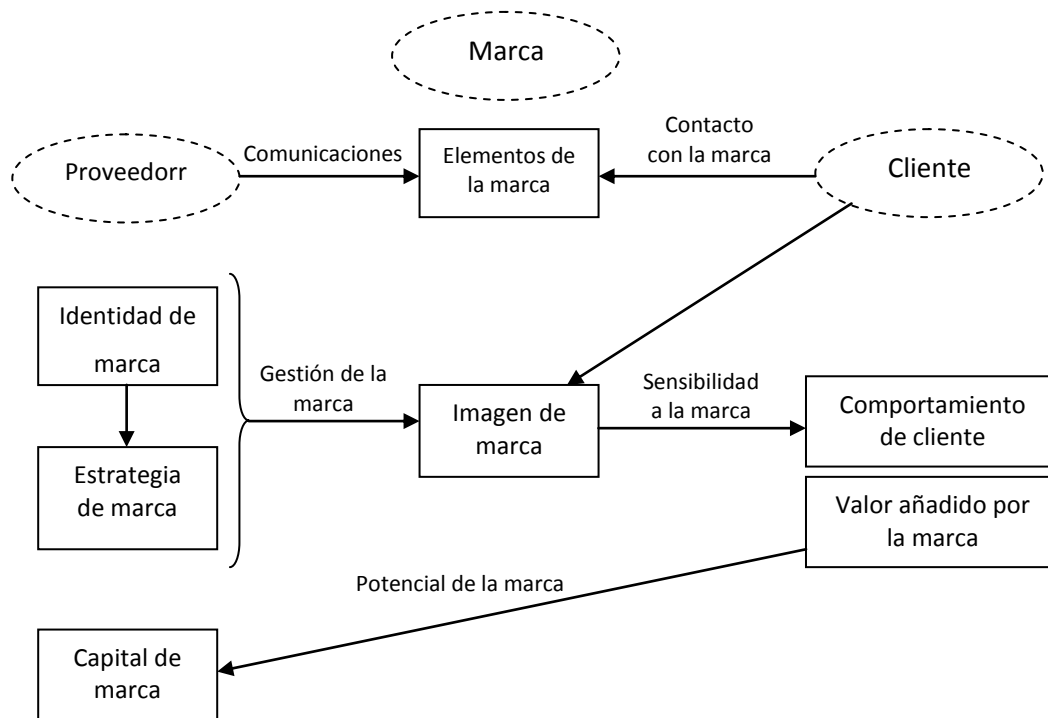 Marca
Proveedorr
Comunicaciones
Elementos de
la marca
Contacto
con la marca
Cliente
Identidad de
marca
Estrategia
de marca
Gestión de la
marca
Imagen de
marca
Sensibilidad
a la marca
Comportamiento
de cliente
Valor añadido por
la marca
Potencial de la marca
Capital de
marca